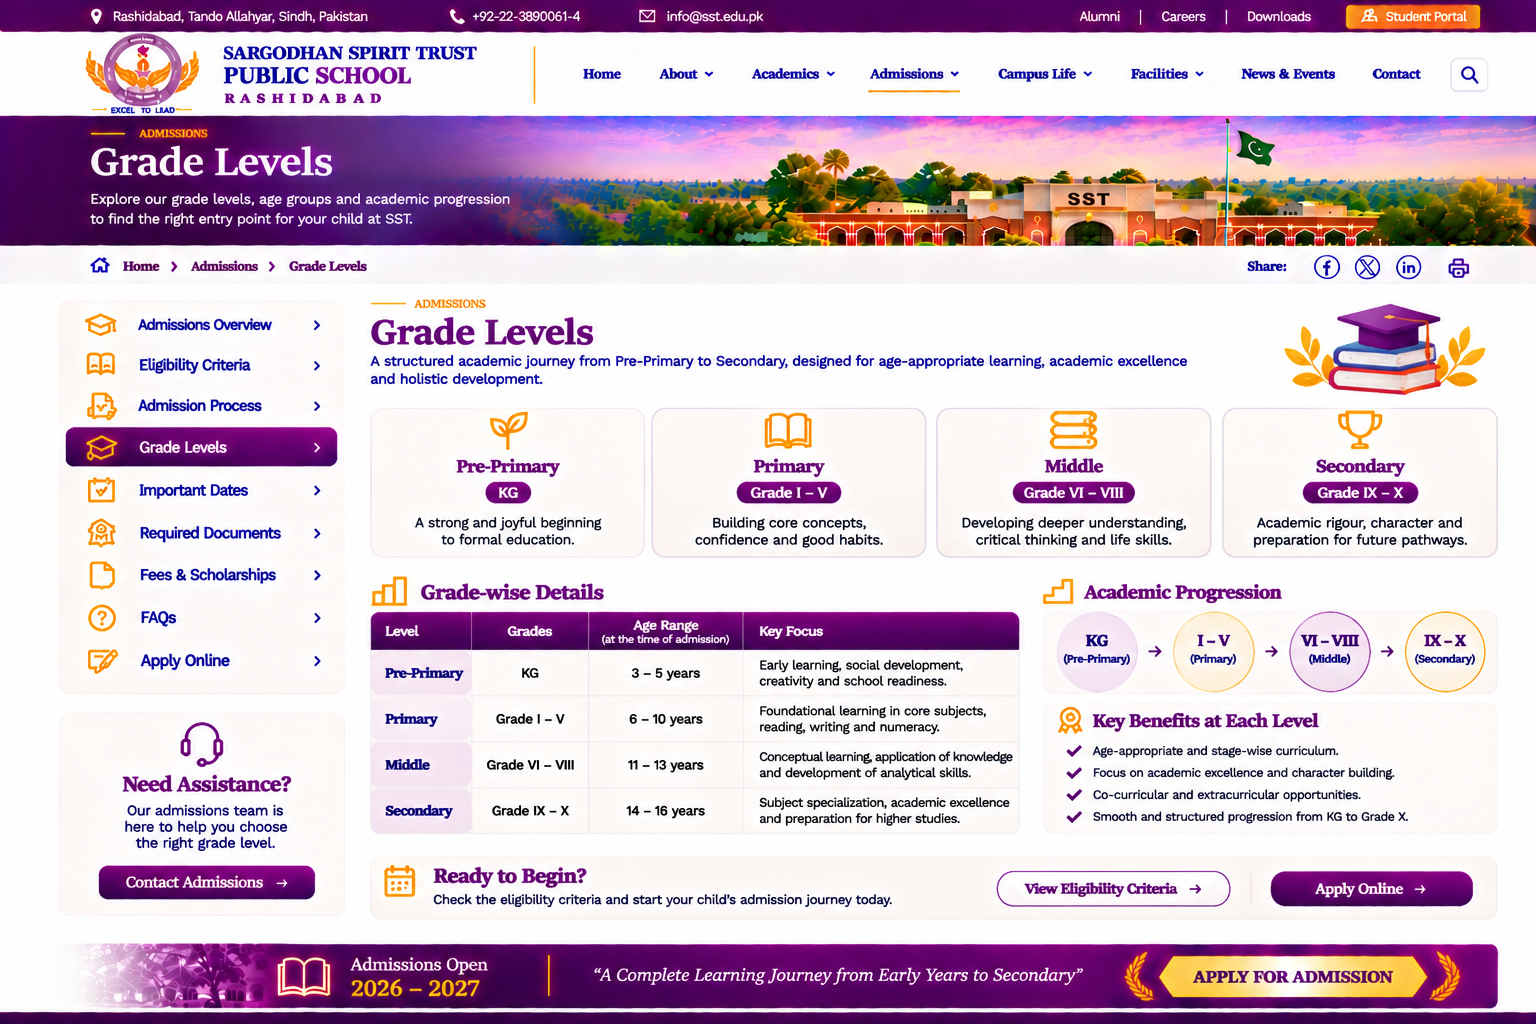 Rashidabad, Tando Allahyar, Sindh, Pakistan
+92-22-3890061-4
info@sst.edu.pk
Alumni
Careers
Downloads
Student Portal
EXCEL TO LEAD
SARGODHAN SPIRIT TRUST
PUBLIC SCHOOL
RASHIDABAD
Home
About
Academics
Admissions
Campus Life
Facilities
News & Events
Contact
ADMISSIONS
Grade Levels
Explore our grade levels, age groups and academic progression
to find the right entry point for your child at SST.
SST
Home
Admissions
Grade Levels
Share:
Admissions Overview
Eligibility Criteria
Admission Process
Grade Levels
Important Dates
Required Documents
Fees & Scholarships
FAQs
Apply Online
Need Assistance?
Our admissions team is
here to help you choose
the right grade level.
Contact Admissions →
ADMISSIONS
Grade Levels
A structured academic journey from Pre-Primary to Secondary, designed for age-appropriate learning, academic excellence
and holistic development.
Pre-Primary
KG
A strong and joyful beginning
to formal education.
Primary
Grade I – V
Building core concepts,
confidence and good habits.
Middle
Grade VI – VIII
Developing deeper understanding,
critical thinking and life skills.
Secondary
Grade IX – X
Academic rigour, character and
preparation for future pathways.
Grade-wise Details
Level
Grades
Age Range
(at the time of admission)
Key Focus
Pre-Primary
KG
3 – 5 years
Early learning, social development,
creativity and school readiness.
Primary
Grade I – V
6 – 10 years
Foundational learning in core subjects,
reading, writing and numeracy.
Middle
Grade VI – VIII
11 – 13 years
Conceptual learning, application of knowledge
and development of analytical skills.
Secondary
Grade IX – X
14 – 16 years
Subject specialization, academic excellence
and preparation for higher studies.
Academic Progression
KG
(Pre-Primary)
→
I – V
(Primary)
→
VI – VIII
(Middle)
→
IX – X
(Secondary)
Key Benefits at Each Level
Age-appropriate and stage-wise curriculum.
Focus on academic excellence and character building.
Co-curricular and extracurricular opportunities.
Smooth and structured progression from KG to Grade X.
Ready to Begin?
Check the eligibility criteria and start your child's admission journey today.
View Eligibility Criteria →
Apply Online →
Admissions Open
2026 – 2027
“A Complete Learning Journey from Early Years to Secondary”
APPLY FOR ADMISSION